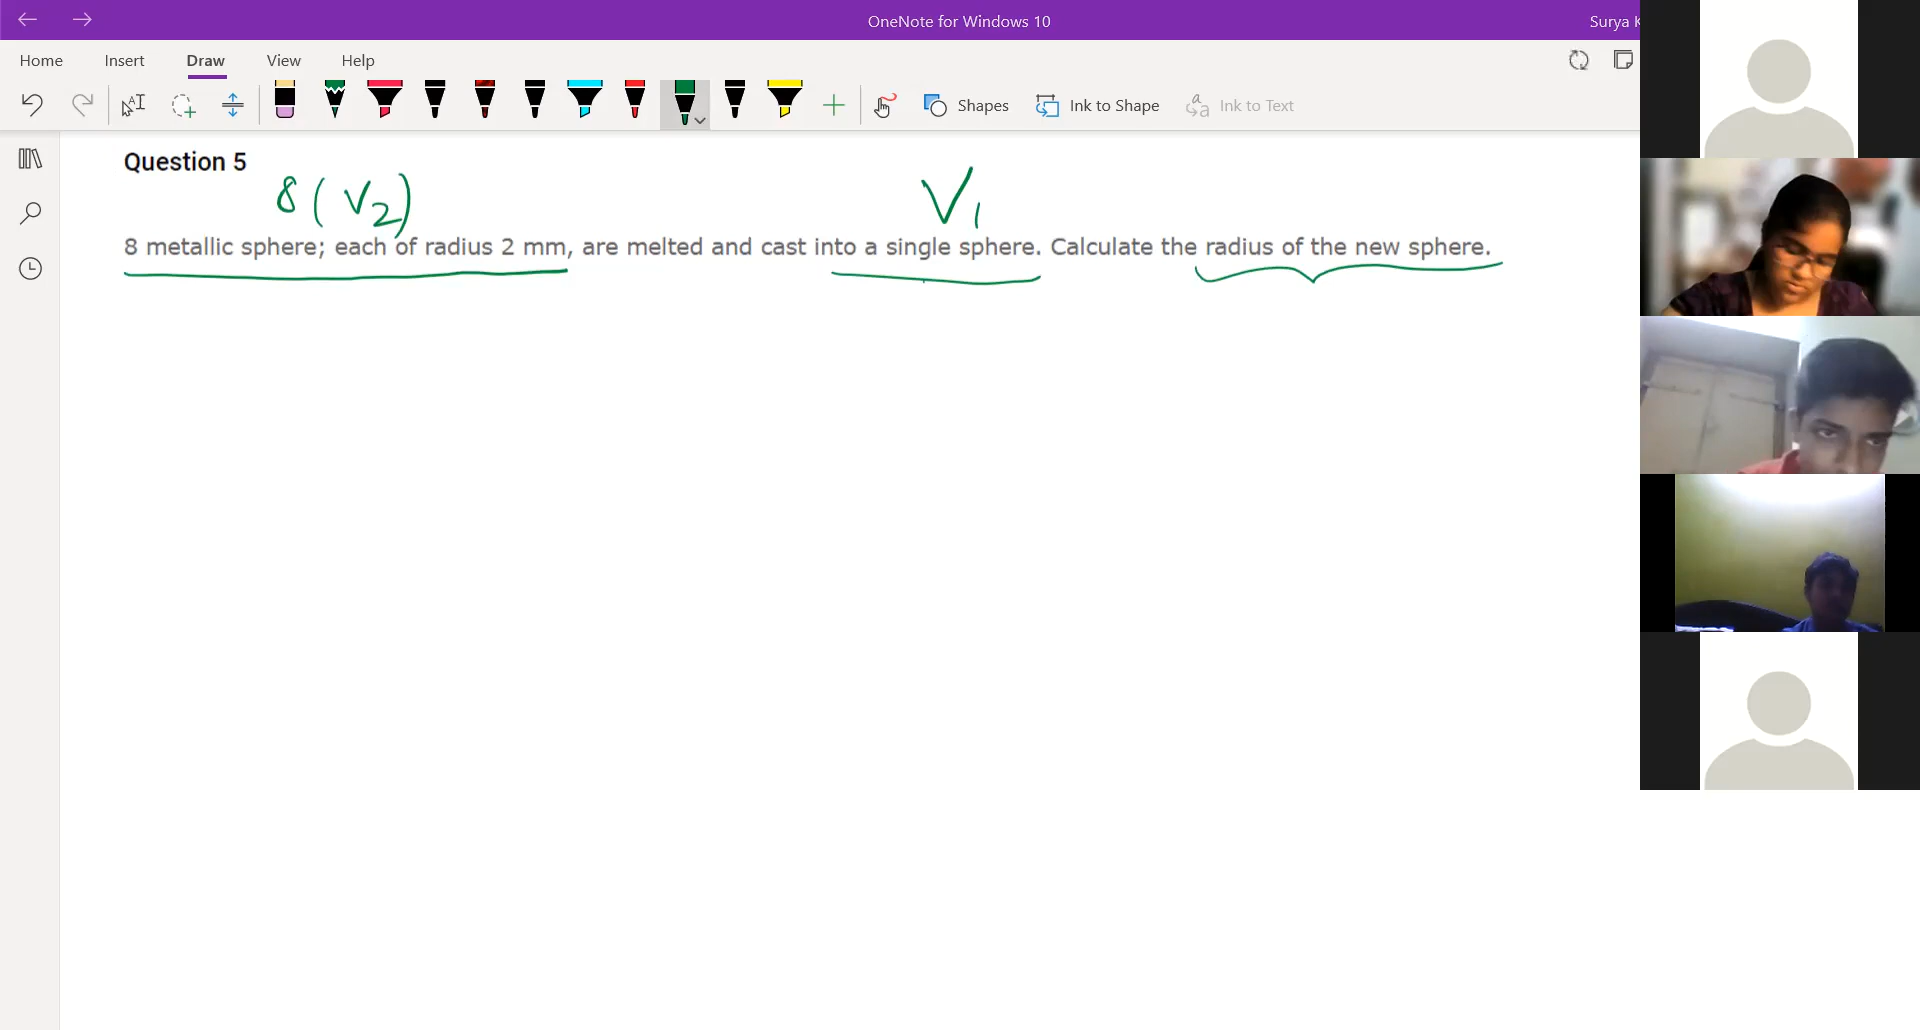 OneNote for Windows 10
Surya K
Home Insert Draw View Help
Shapes Ink to Shape Ink to Text
Question 5
8 ( V2 ) V1
8 metallic sphere; each of radius 2 mm, are melted and cast into a single sphere. Calculate the radius of the new sphere.